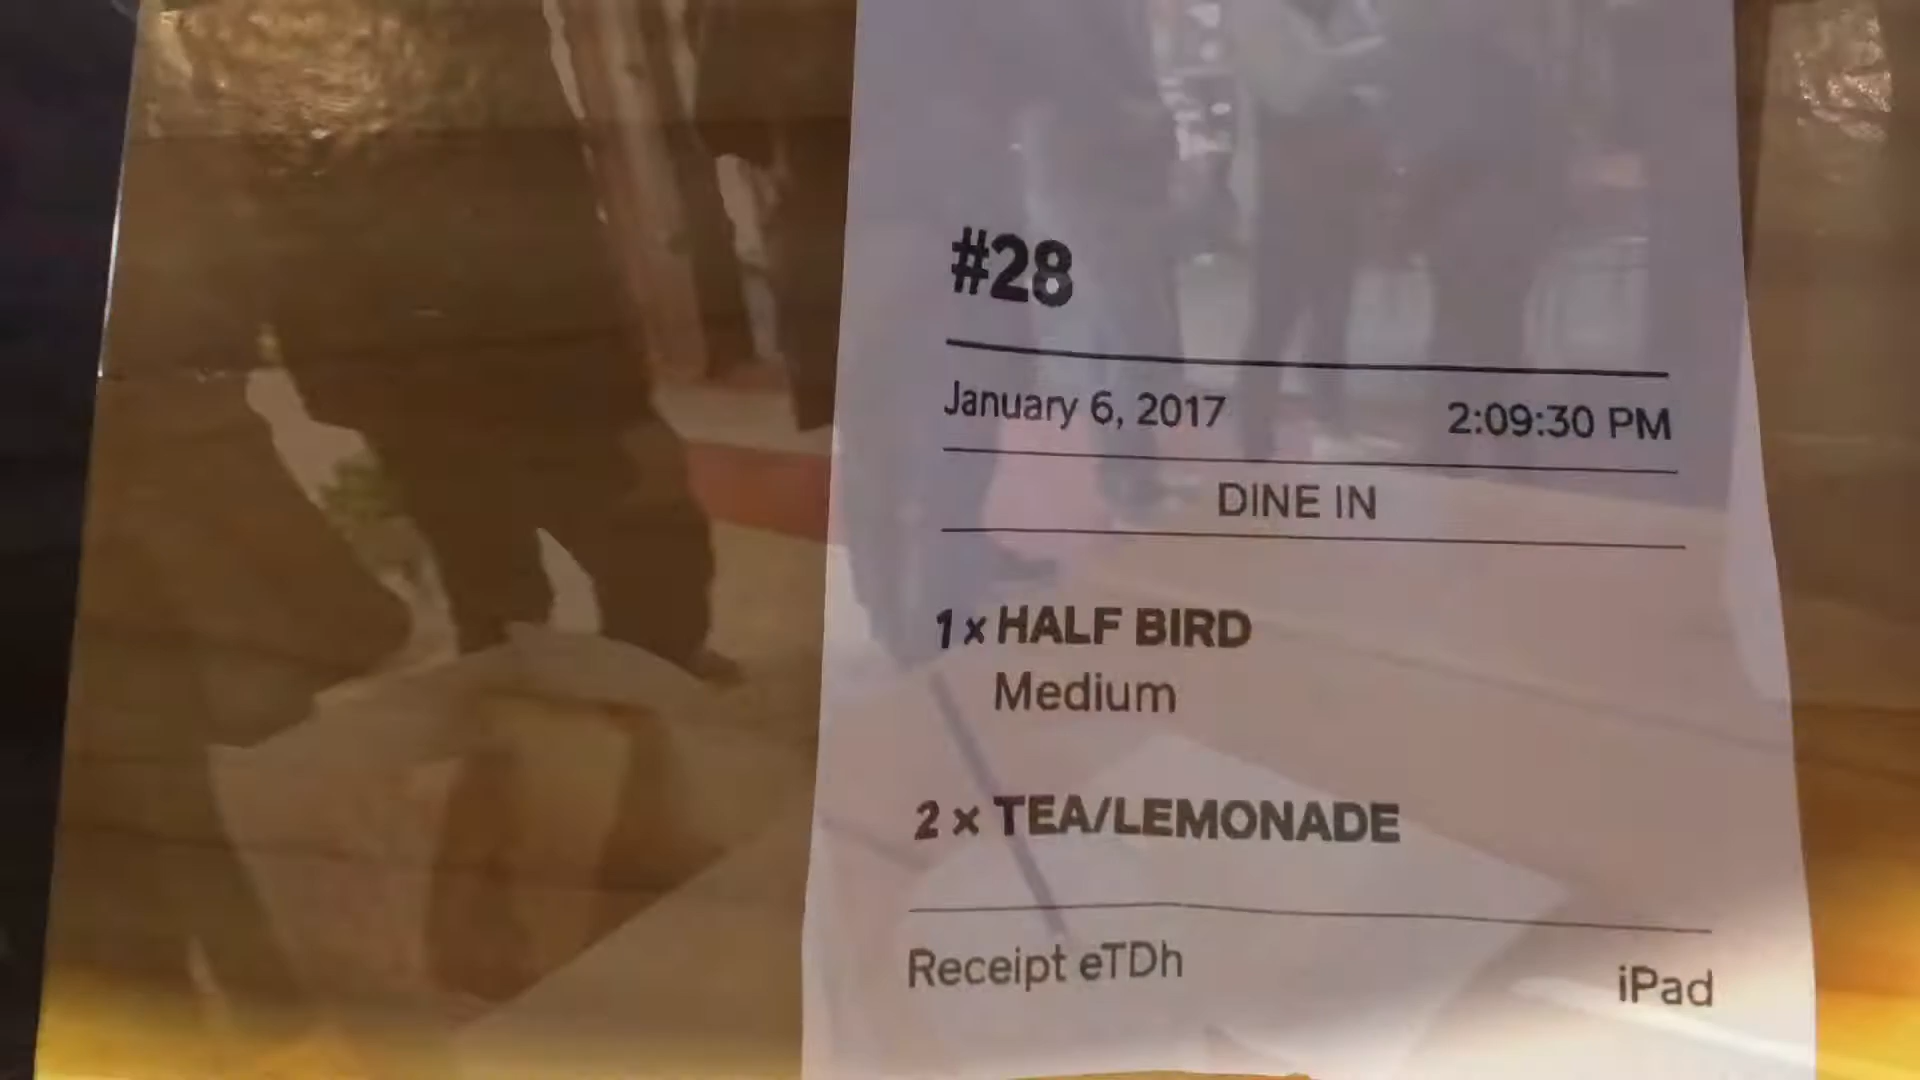 #28
January 6, 2017 2:09:30 PM
DINE IN
1 x HALF BIRD
Medium
2 x TEA/LEMONADE
Receipt eTDh iPad